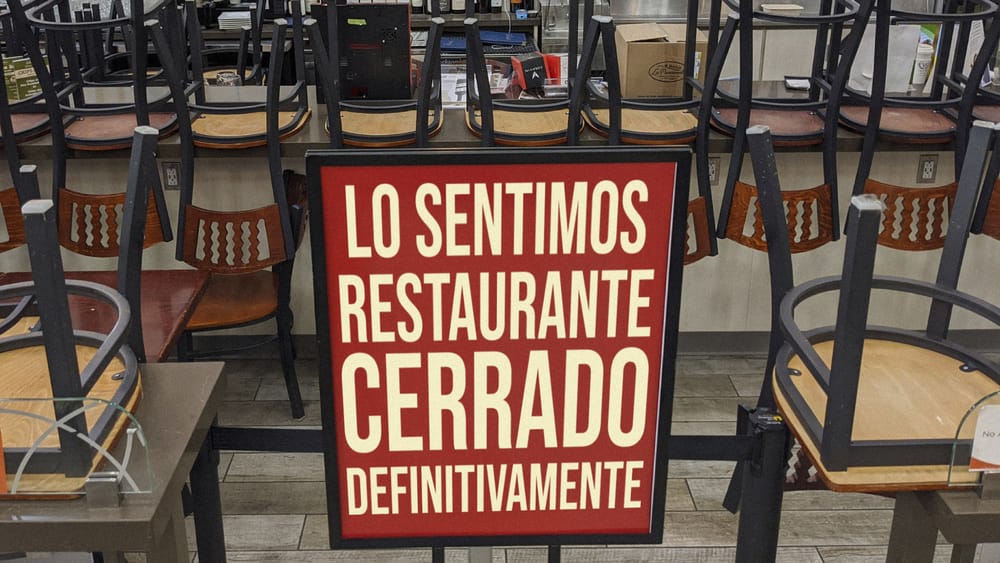 LO SENTIMOS
RESTAURANTE
CERRADO
DEFINITIVAMENTE